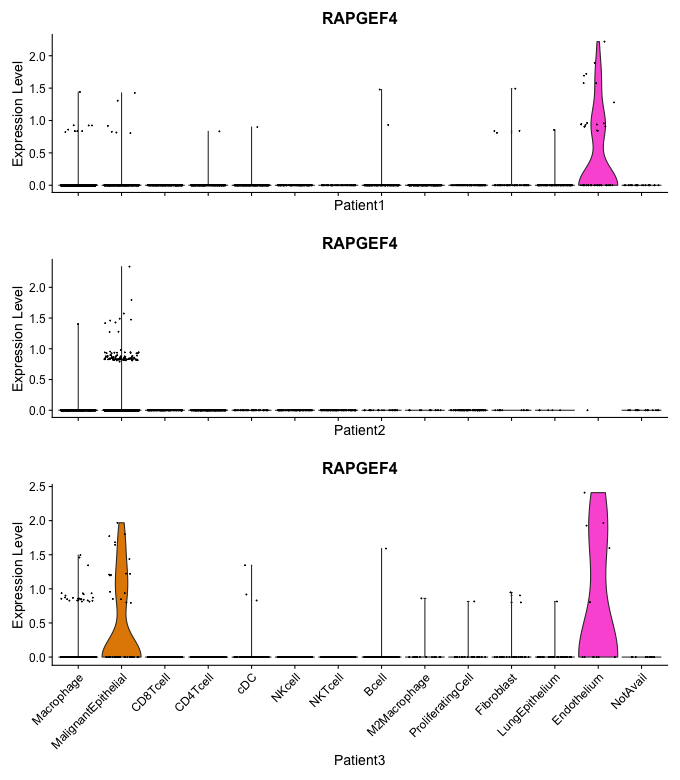 RAPGEF4
Expression Level
2.0
1.5
1.0
0.5
0.0
Patient1
RAPGEF4
Expression Level
2.0
1.5
1.0
0.5
0.0
Patient2
RAPGEF4
Expression Level
2.5
2.0
1.5
1.0
0.5
0.0
Macrophage
MalignantEpithelial
CD8Tcell
CD4Tcell
cDC
NKcell
NKTcell
Bcell
M2Macrophage
ProliferatingCell
Fibroblast
LungEpithelium
Endothelium
NotAvail
Patient3